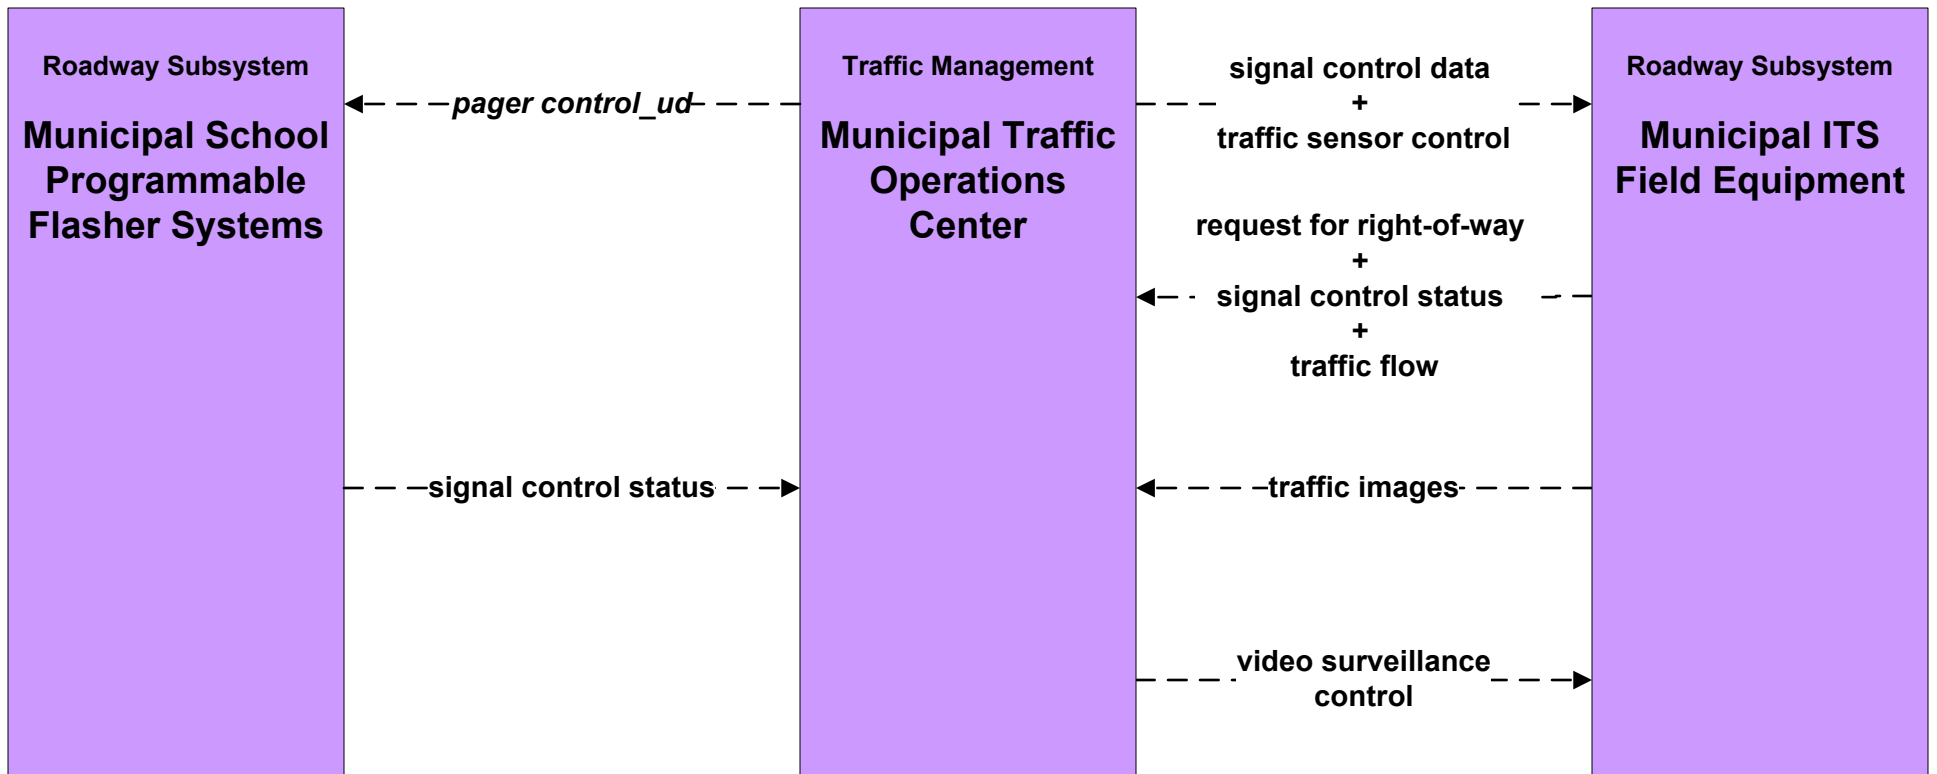 Roadway Subsystem
Municipal School
Programmable
Flasher Systems
pager control_ud
signal control status
Traffic Management
Municipal Traffic
Operations
Center
signal control data
+
traffic sensor control
request for right-of-way
+
signal control status
+
traffic flow
traffic images
video surveillance
control
Roadway Subsystem
Municipal ITS
Field Equipment